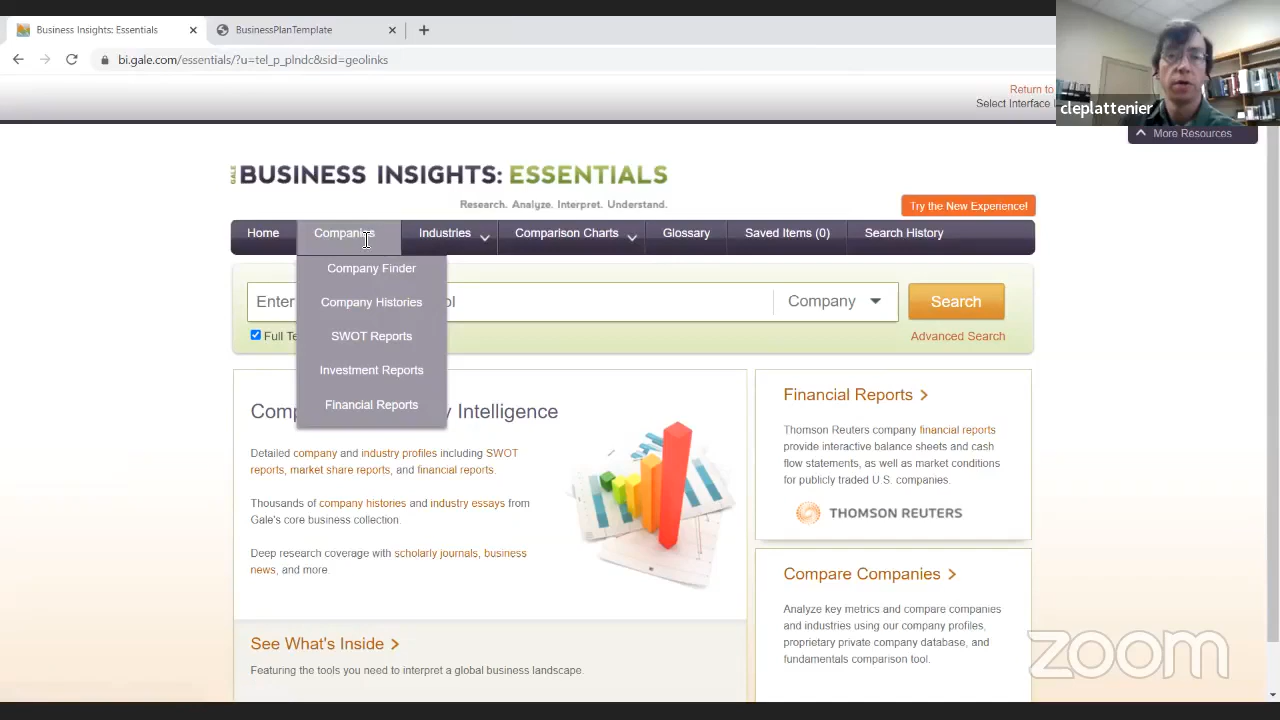 Business Insights: Essentials
BusinessPlanTemplate
bi.gale.com/essentials/?u=tel_p_plndc&sid=geolinks
cleplattenier
Return to
Select Interface
More Resources
GALE BUSINESS INSIGHTS: ESSENTIALS
Research. Analyze. Interpret. Understand.
Try the New Experience!
Home Companies Industries Comparison Charts Glossary Saved Items (0) Search History
Company Finder
Company Histories
SWOT Reports
Investment Reports
Financial Reports
Enter ol Company Search
Full Te
Advanced Search
Comp y Intelligence
Detailed company and industry profiles including SWOT
reports, market share reports, and financial reports.
Thousands of company histories and industry essays from
Gale's core business collection.
Deep research coverage with scholarly journals, business
news, and more.
See What's Inside >
Featuring the tools you need to interpret a global business landscape.
Financial Reports >
Thomson Reuters company financial reports
provide interactive balance sheets and cash
flow statements, as well as market conditions
for publicly traded U.S. companies.
THOMSON REUTERS
Compare Companies >
Analyze key metrics and compare companies
and industries using our company profiles,
proprietary private company database, and
fundamentals comparison tool.
zoom